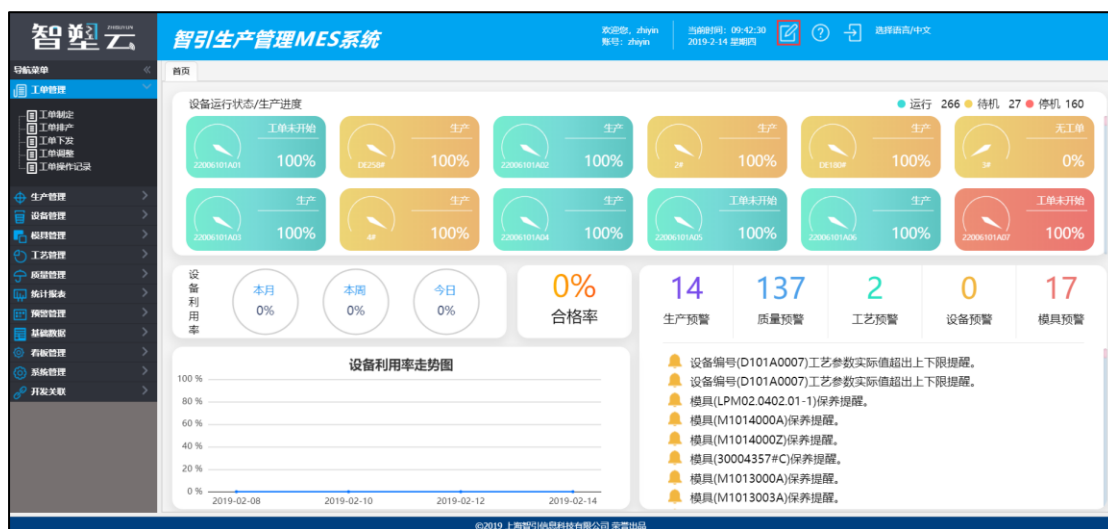 智塑云
智引生产管理MES系统
欢迎您，zhiyin
账号：zhiyin
当前时间：09:42:30
2019-2-14 星期四
选择语言/中文
导航菜单
首页
工单管理
工单制定
工单排产
工单下发
工单调整
工单操作记录
生产管理
设备管理
模具管理
工艺管理
质量管理
统计报表
预警管理
基础数据
看板管理
系统管理
开发关联
设备运行状态/生产进度
运行 266 待机 27 停机 160
工单未开始
22006101A01
100%
生产
DE258#
100%
生产
22006101A02
100%
生产
2#
100%
生产
DE180#
100%
无工单
3#
0%
生产
22006101A03
100%
生产
4#
100%
生产
22006101A04
100%
工单未开始
22006101A05
100%
生产
22006101A06
100%
工单未开始
22006101A07
100%
设备利用率
本月
0%
本周
0%
今日
0%
0%
合格率
14
生产预警
137
质量预警
2
工艺预警
0
设备预警
17
模具预警
设备利用率走势图
100 %
80 %
60 %
40 %
20 %
0 %
2019-02-08
2019-02-10
2019-02-12
2019-02-14
设备编号(D101A0007)工艺参数实际值超出上下限提醒。
设备编号(D101A0007)工艺参数实际值超出上下限提醒。
模具(LPM02.0402.01-1)保养提醒。
模具(M1014000A)保养提醒。
模具(M1014000Z)保养提醒。
模具(30004357#C)保养提醒。
模具(M1013000A)保养提醒。
模具(M1013003A)保养提醒。
©2019 上海智引信息科技有限公司 荣誉出品